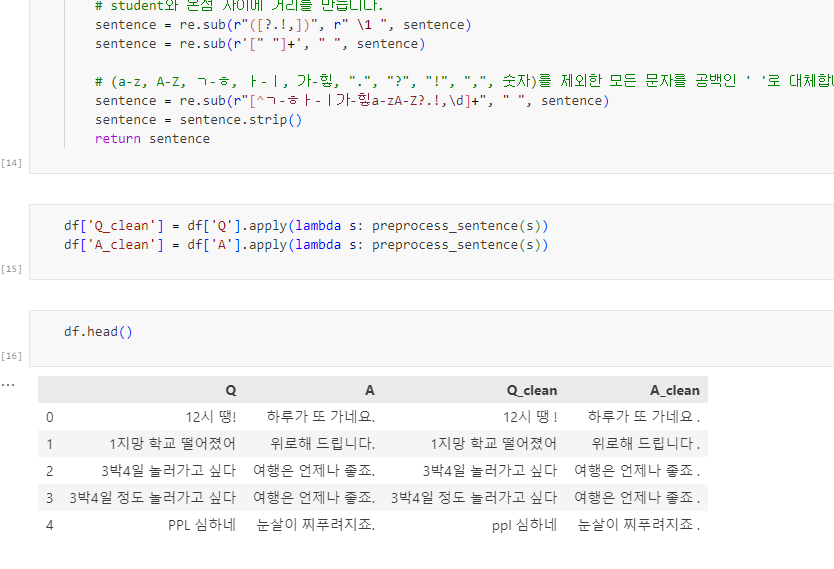 # student와 온점 사이에 거리를 만듭니다.
sentence = re.sub(r"([?.!,])", r" \1 ", sentence)
sentence = re.sub(r'[" "]+', " ", sentence)
# (a-z, A-Z, ㄱ-ㅎ, ㅏ-ㅣ, 가-힣, ".", "?", "!", ",", 숫자)를 제외한 모든 문자를 공백인 ' '로 대체합니
sentence = re.sub(r"[^ㄱ-ㅎㅏ-ㅣ가-힣a-zA-Z?.!,\d]+", " ", sentence)
sentence = sentence.strip()
return sentence
[14]
df['Q_clean'] = df['Q'].apply(lambda s: preprocess_sentence(s))
df['A_clean'] = df['A'].apply(lambda s: preprocess_sentence(s))
[15]
df.head()
[16]
...
Q A Q_clean A_clean
0 12시 땡! 하루가 또 가네요. 12시 땡 ! 하루가 또 가네요 .
1 1지망 학교 떨어졌어 위로해 드립니다. 1지망 학교 떨어졌어 위로해 드립니다 .
2 3박4일 놀러가고 싶다 여행은 언제나 좋죠. 3박4일 놀러가고 싶다 여행은 언제나 좋죠 .
3 3박4일 정도 놀러가고 싶다 여행은 언제나 좋죠. 3박4일 정도 놀러가고 싶다 여행은 언제나 좋죠 .
4 PPL 심하네 눈살이 찌푸려지죠. ppl 심하네 눈살이 찌푸려지죠 .